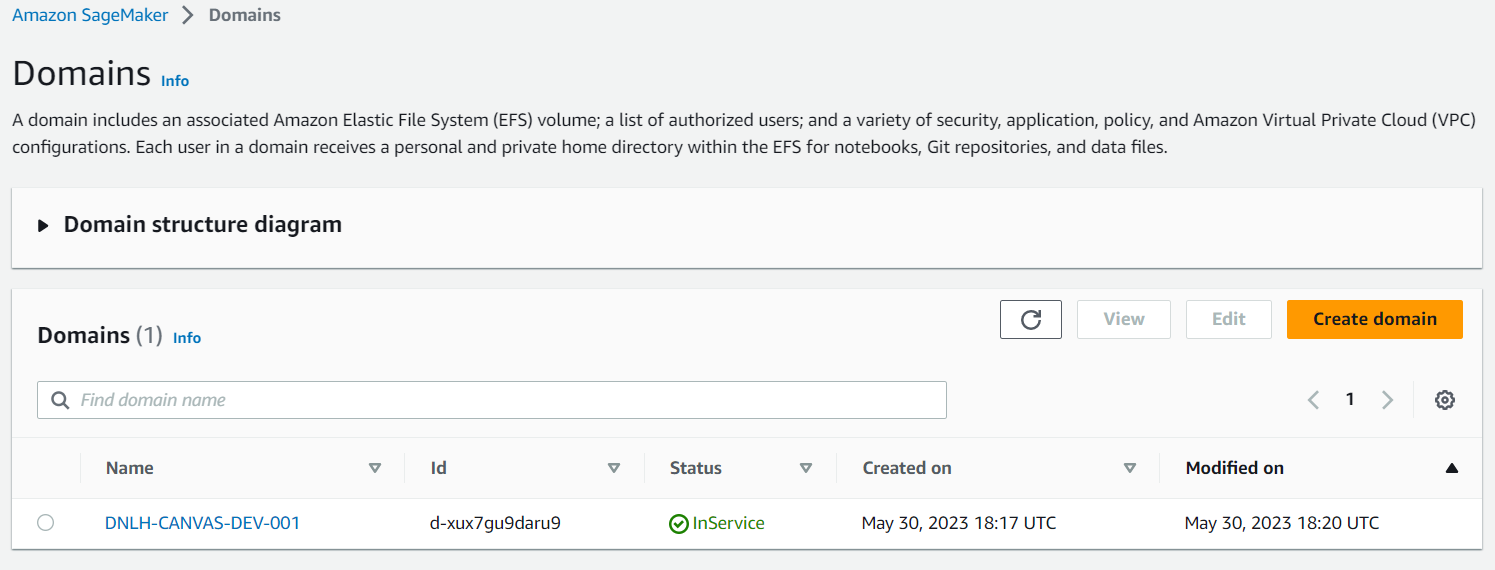 Amazon SageMaker > Domains
Domains Info
A domain includes an associated Amazon Elastic File System (EFS) volume; a list of authorized users; and a variety of security, application, policy, and Amazon Virtual Private Cloud (VPC)
configurations. Each user in a domain receives a personal and private home directory within the EFS for notebooks, Git repositories, and data files.
Domain structure diagram
Domains (1) Info View Edit Create domain
Find domain name 1
Name Id Status Created on Modified on
DNLH-CANVAS-DEV-001 d-xux7gu9daru9 InService May 30, 2023 18:17 UTC May 30, 2023 18:20 UTC